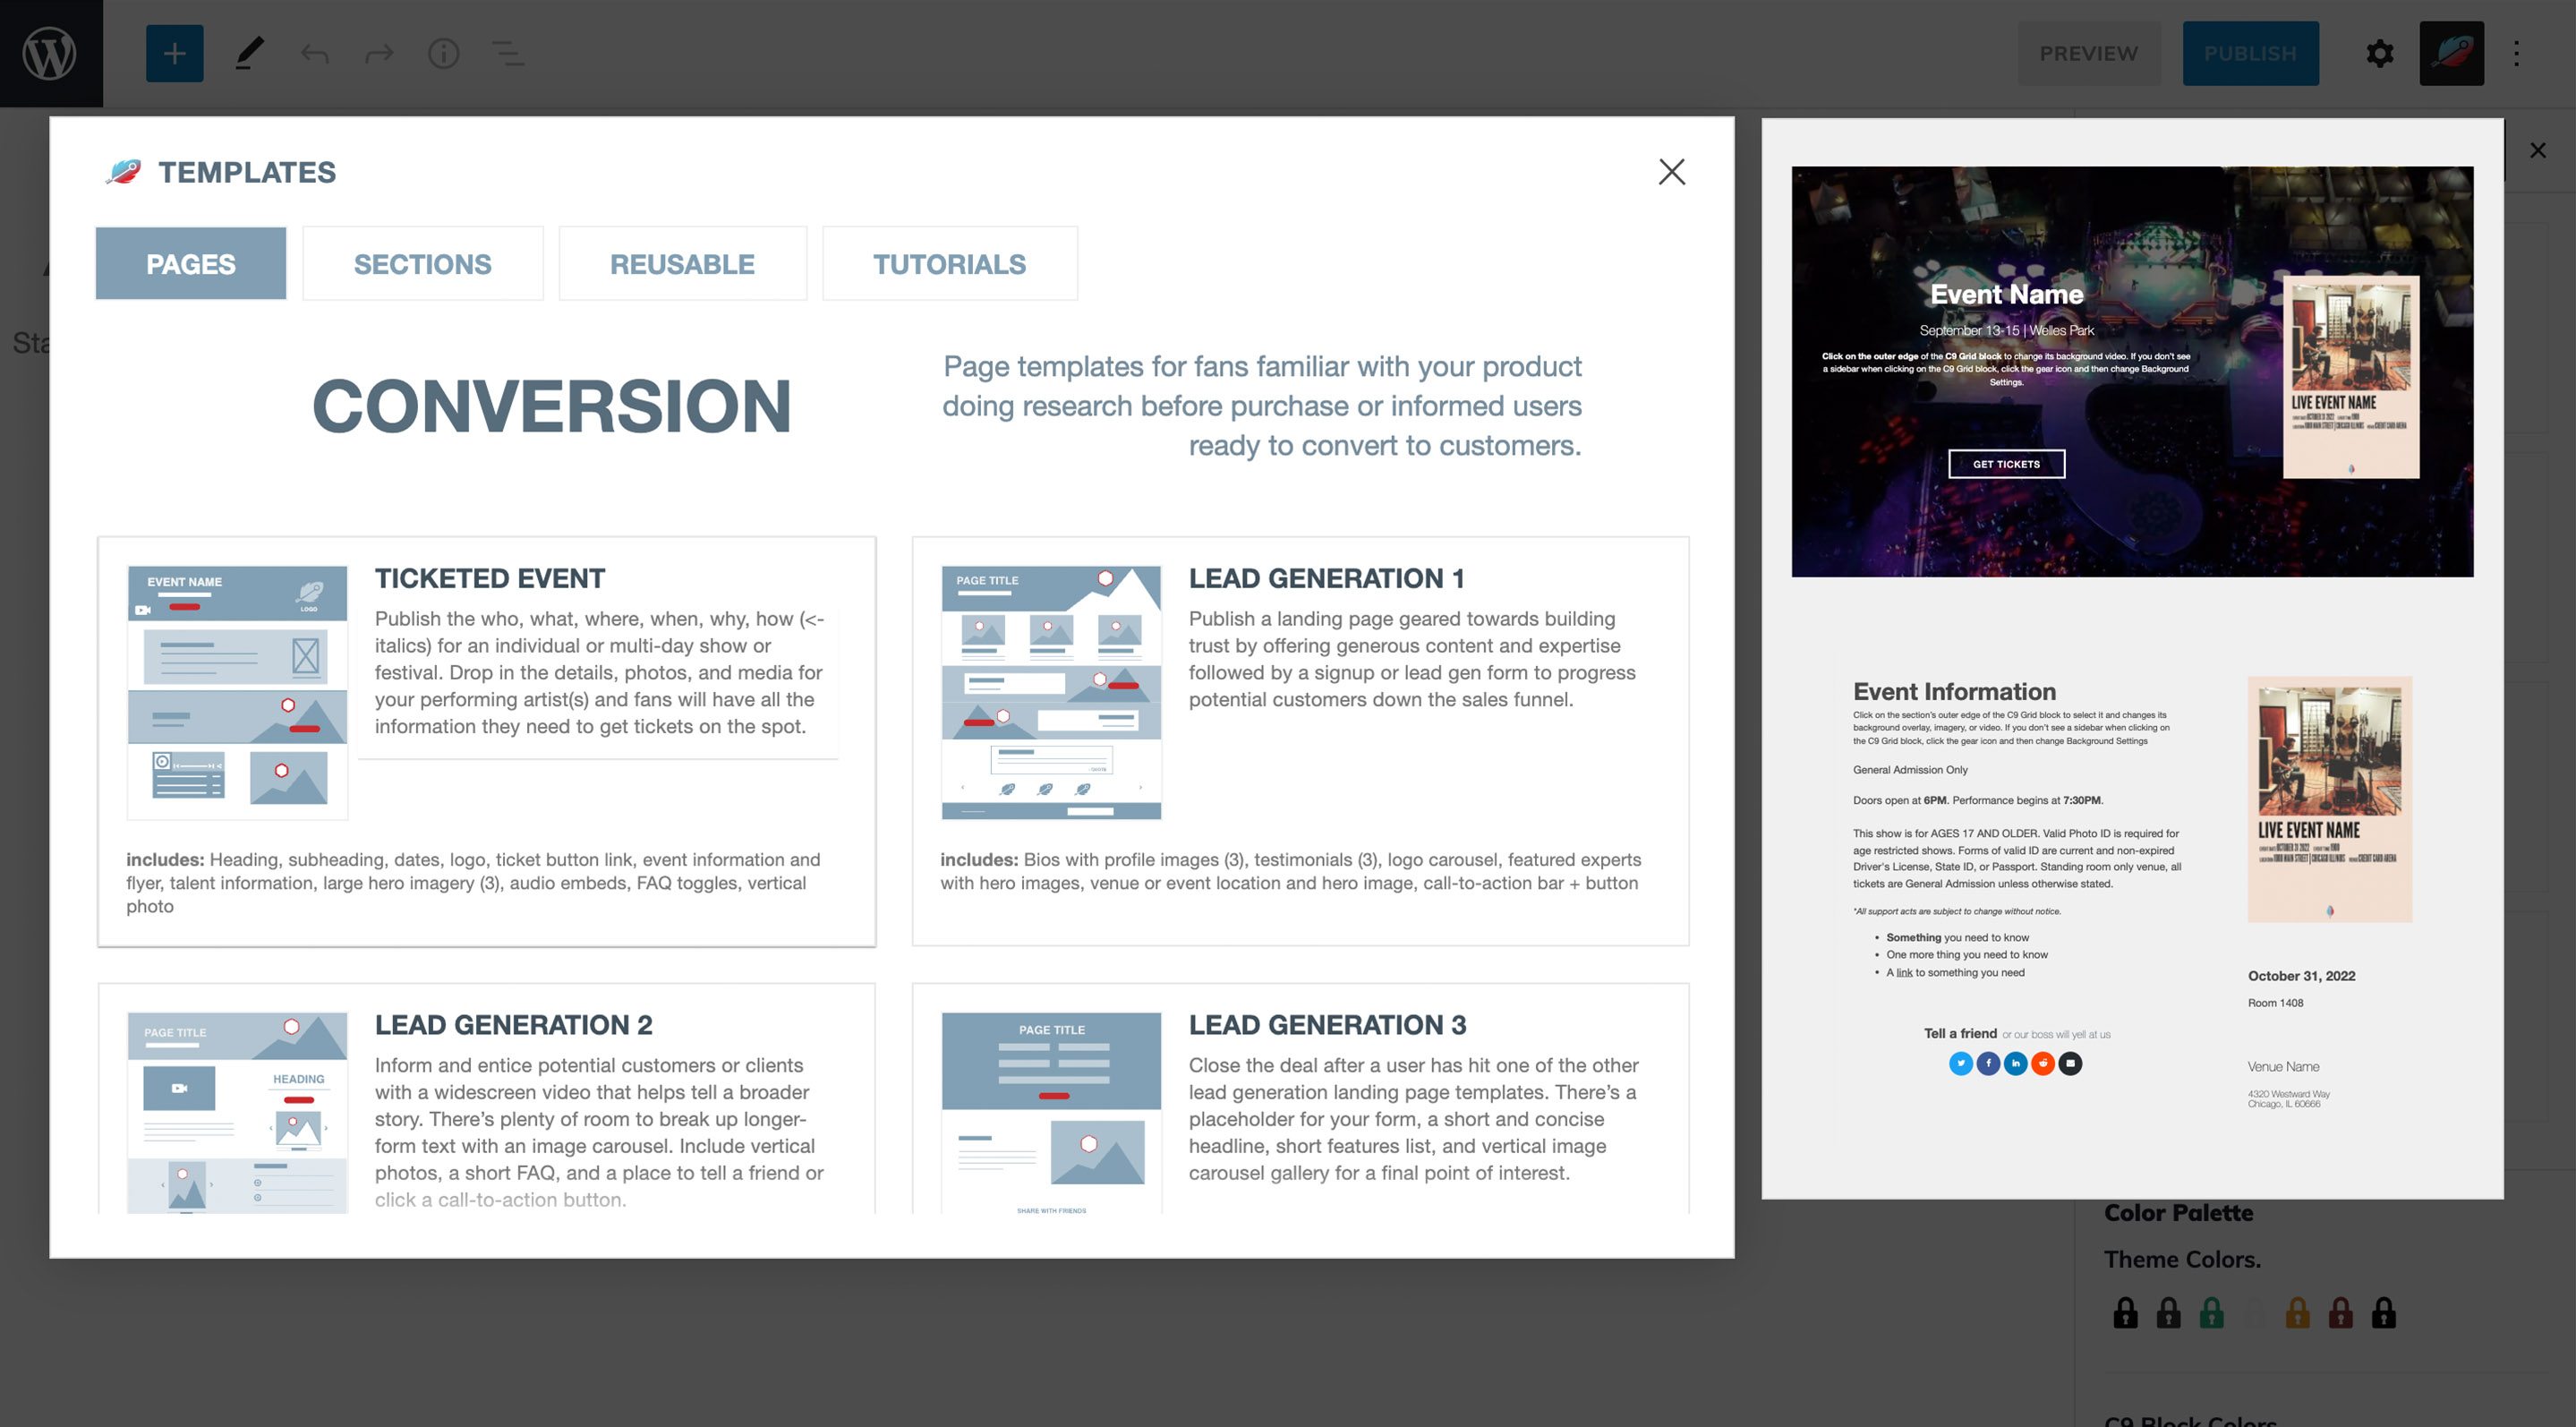 PREVIEW
PUBLISH
TEMPLATES
PAGES
SECTIONS
REUSABLE
TUTORIALS
Sta
CONVERSION
Page templates for fans familiar with your product
doing research before purchase or informed users
ready to convert to customers.
EVENT NAME
LOGO
TICKETED EVENT
Publish the who, what, where, when, why, how (<-
italics) for an individual or multi-day show or
festival. Drop in the details, photos, and media for
your performing artist(s) and fans will have all the
information they need to get tickets on the spot.
includes: Heading, subheading, dates, logo, ticket button link, event information and
flyer, talent information, large hero imagery (3), audio embeds, FAQ toggles, vertical
photo
PAGE TITLE
LEAD GENERATION 1
Publish a landing page geared towards building
trust by offering generous content and expertise
followed by a signup or lead gen form to progress
potential customers down the sales funnel.
includes: Bios with profile images (3), testimonials (3), logo carousel, featured experts
with hero images, venue or event location and hero image, call-to-action bar + button
PAGE TITLE
HEADING
LEAD GENERATION 2
Inform and entice potential customers or clients
with a widescreen video that helps tell a broader
story. There’s plenty of room to break up longer-
form text with an image carousel. Include vertical
photos, a short FAQ, and a place to tell a friend or
click a call-to-action button.
PAGE TITLE
SHARE WITH FRIENDS
LEAD GENERATION 3
Close the deal after a user has hit one of the other
lead generation landing page templates. There’s a
placeholder for your form, a short and concise
headline, short features list, and vertical image
carousel gallery for a final point of interest.
Event Name
September 13-15 | Welles Park
Click on the outer edge of the C9 Grid block to change its background video. If you don't see
a sidebar when clicking on the C9 Grid block, click the gear icon and then change Background
Settings.
GET TICKETS
LIVE EVENT NAME
Event Information
Click on the section's outer edge of the C9 Grid block to select it and changes its
background overlay, imagery, or video. If you don't see a sidebar when clicking on
the C9 Grid block, click the gear icon and then change Background Settings
General Admission Only
Doors open at 6PM. Performance begins at 7:30PM.
This show is for AGES 17 AND OLDER. Valid Photo ID is required for
age restricted shows. Forms of valid ID are current and non-expired
Driver's License, State ID, or Passport. Standing room only venue, all
tickets are General Admission unless otherwise stated.
*All support acts are subject to change without notice.
• Something you need to know
• One more thing you need to know
• A link to something you need
Tell a friend or our boss will yell at us
LIVE EVENT NAME
October 31, 2022
Room 1408
Venue Name
4320 Westward Way
Chicago, IL 60666
Color Palette
Theme Colors.
C9 Block Colors